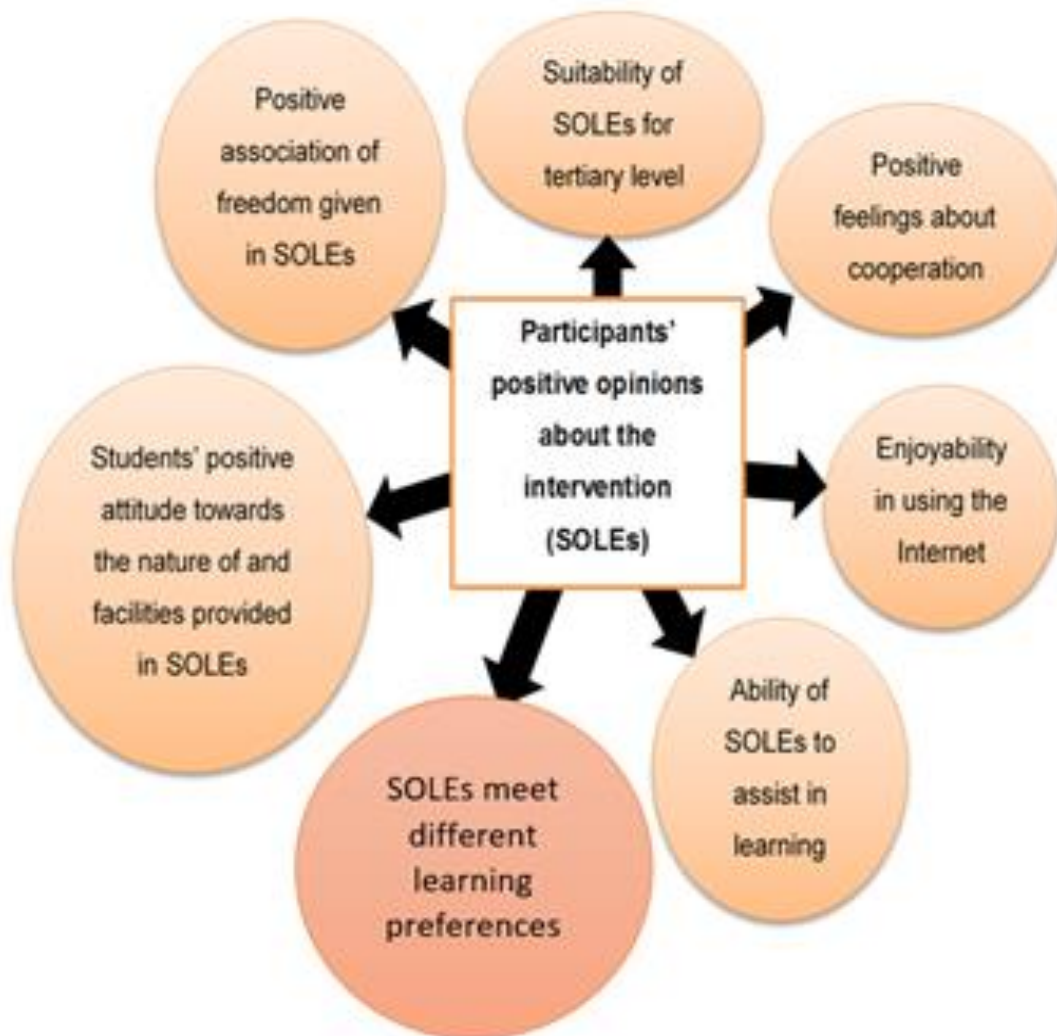 Positive
association of
freedom given
in SOLEs
Suitability of
SOLEs for
tertiary level
Positive
feelings about
cooperation
Participants’
positive opinions
about the
intervention
(SOLEs)
Students’ positive
attitude towards
the nature of and
facilities provided
in SOLEs
Enjoyability
in using the
Internet
SOLEs meet
different
learning
preferences
Ability of
SOLEs to
assist in
learning